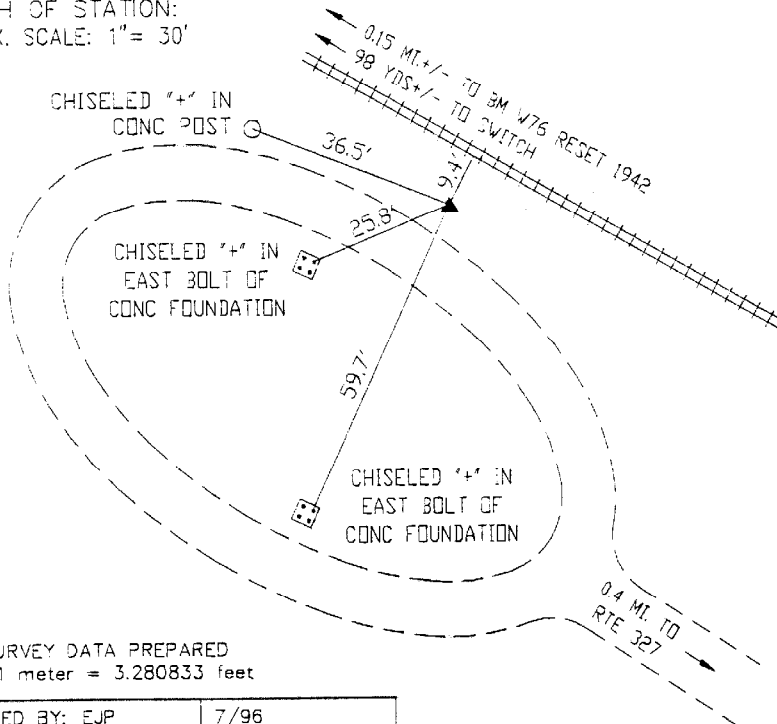 H OF STATION:
X. SCALE: 1"= 30'
0.15 MI.+/- TO BM W76 RESET 1942
98 YDS+/- TO SWITCH
CHISELED "+" IN
CONC POST
36.5'
9.4'
25.8'
CHISELED "+" IN
EAST BOLT OF
CONC FOUNDATION
59.7'
CHISELED "+" IN
EAST BOLT OF
CONC FOUNDATION
0.4 MI. TO
RTE 327
URVEY DATA PREPARED
1 meter = 3.280833 feet
ED BY: EJP 7/96